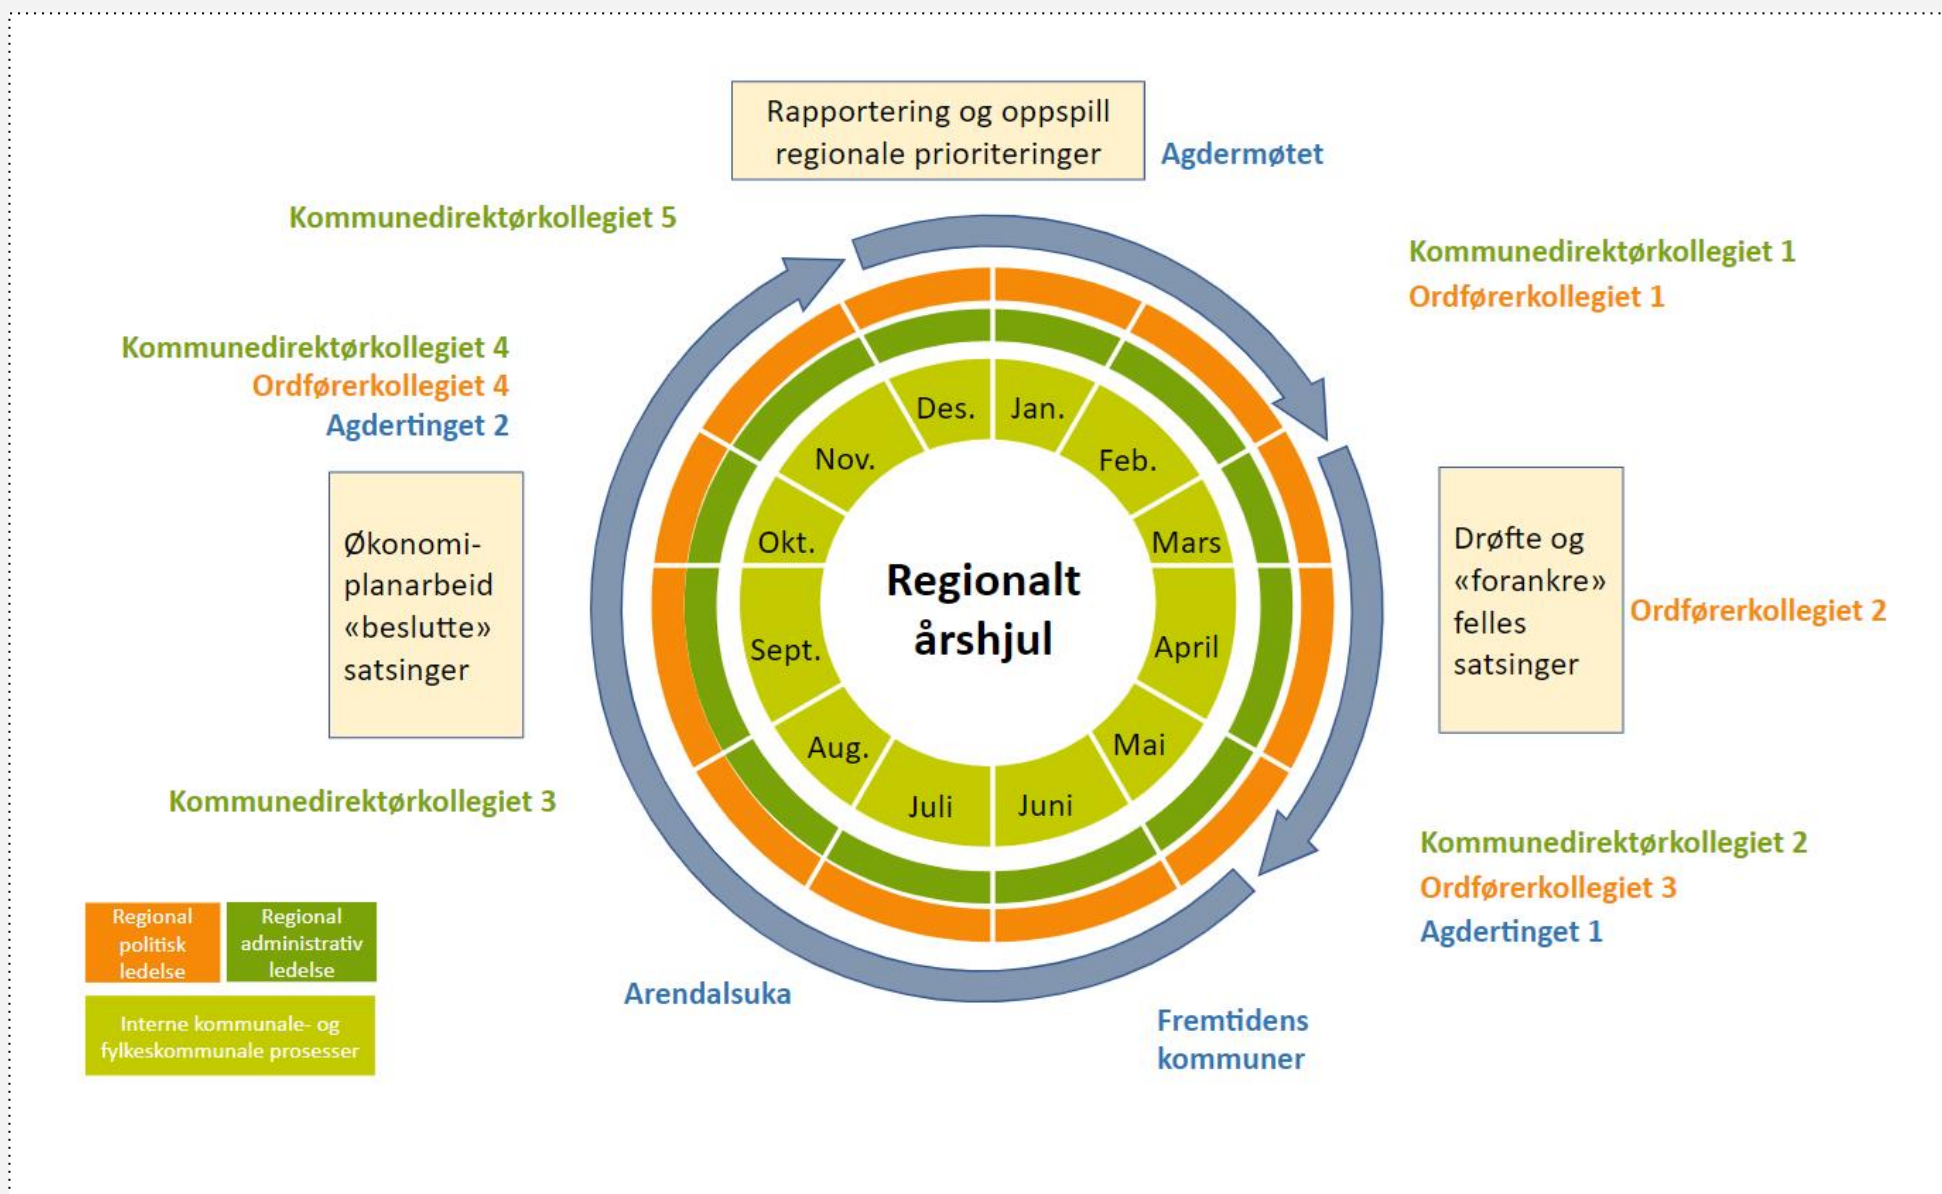 Rapportering og oppspill
regionale prioriteringer
Agdermøtet
Kommunedirektørkollegiet 5
Kommunedirektørkollegiet 1
Ordførerkollegiet 1
Kommunedirektørkollegiet 4
Ordførerkollegiet 4
Agdertinget 2
Økonomi-
planarbeid
«beslutte»
satsinger
Des.
Jan.
Nov.
Feb.
Okt.
Mars
Sept.
April
Aug.
Mai
Juli
Juni
Regionalt
årshjul
Drøfte og
«forankre»
felles
satsinger
Ordførerkollegiet 2
Kommunedirektørkollegiet 3
Kommunedirektørkollegiet 2
Ordførerkollegiet 3
Agdertinget 1
Regional
politisk
ledelse
Regional
administrativ
ledelse
Interne kommunale- og
fylkeskommunale prosesser
Arendalsuka
Fremtidens
kommuner